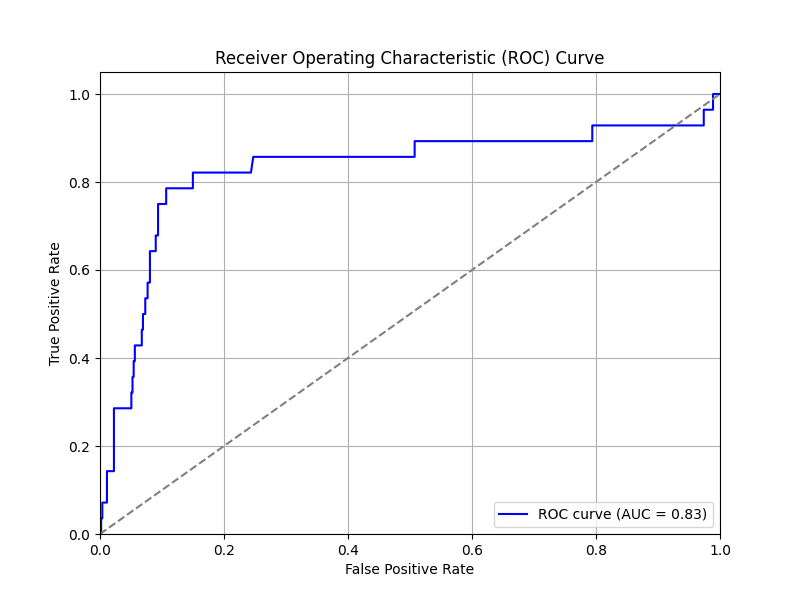 Receiver Operating Characteristic (ROC) Curve
True Positive Rate
1.0
0.8
0.6
0.4
0.2
0.0
0.0 0.2 0.4 0.6 0.8 1.0
False Positive Rate
ROC curve (AUC = 0.83)